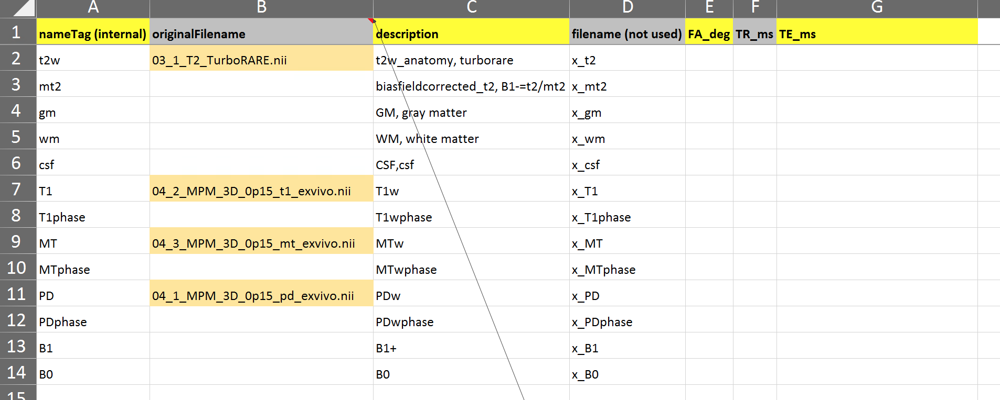 A B C D E F G
1 nameTag (internal) originalFilename description filename (not used) FA_deg TR_ms TE_ms
2 t2w 03_1_T2_TurboRARE.nii t2w_anatomy, turborare x_t2
3 mt2 biasfieldcorrected_t2, B1-=t2/mt2 x_mt2
4 gm GM, gray matter x_gm
5 wm WM, white matter x_wm
6 csf CSF,csf x_csf
7 T1 04_2_MPM_3D_0p15_t1_exvivo.nii T1w x_T1
8 T1phase T1wphase x_T1phase
9 MT 04_3_MPM_3D_0p15_mt_exvivo.nii MTw x_MT
10 MTphase MTwphase x_MTphase
11 PD 04_1_MPM_3D_0p15_pd_exvivo.nii PDw x_PD
12 PDphase PDwphase x_PDphase
13 B1 B1+ x_B1
14 B0 B0 x_B0
15